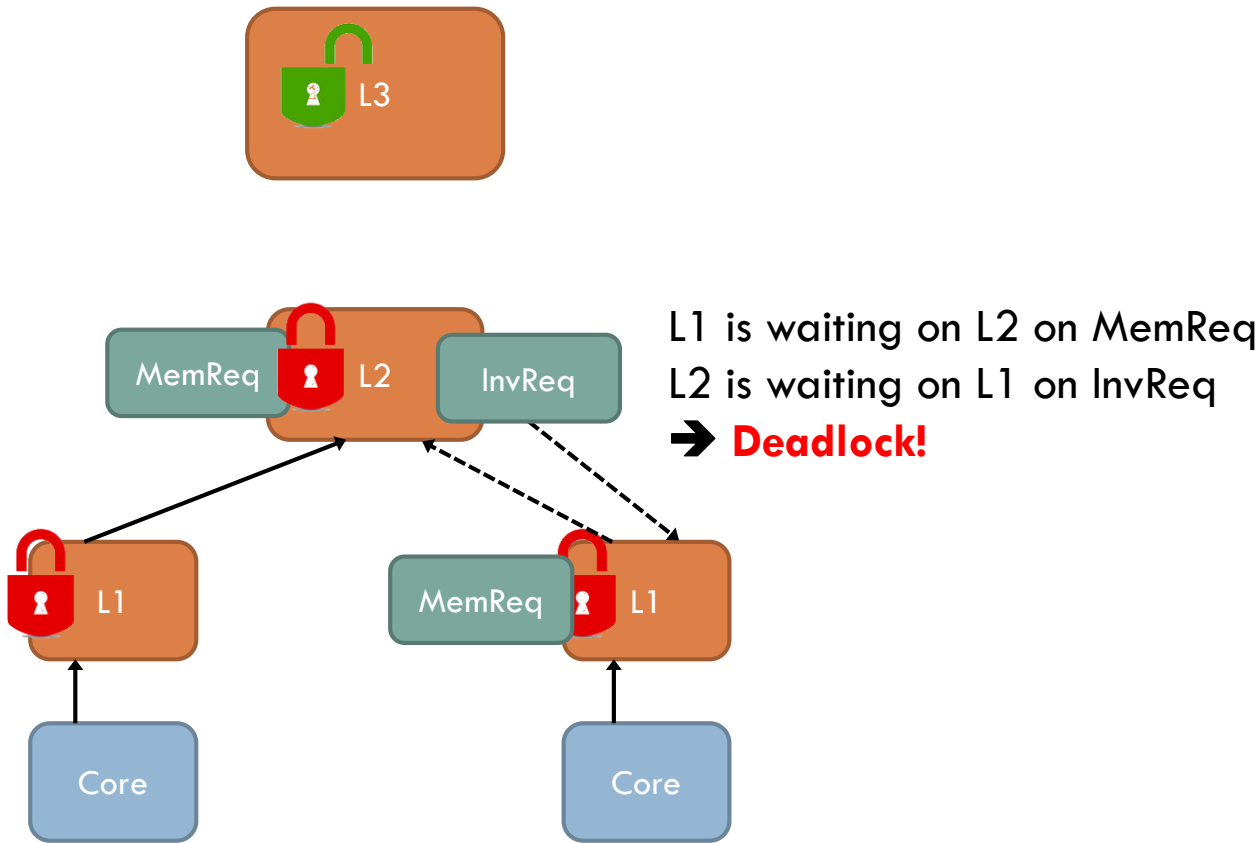 L3
MemReq
L2
InvReq
L1 is waiting on L2 on MemReq
L2 is waiting on L1 on InvReq
➔ Deadlock!
L1
MemReq
L1
Core
Core